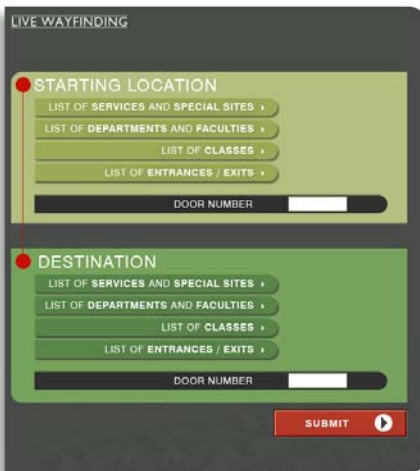 LIVE WAYFINDING
STARTING LOCATION
LIST OF SERVICES AND SPECIAL SITES
LIST OF DEPARTMENTS AND FACULTIES
LIST OF CLASSES
LIST OF ENTRANCES / EXITS
DOOR NUMBER
DESTINATION
LIST OF SERVICES AND SPECIAL SITES
LIST OF DEPARTMENTS AND FACULTIES
LIST OF CLASSES
LIST OF ENTRANCES / EXITS
DOOR NUMBER
SUBMIT